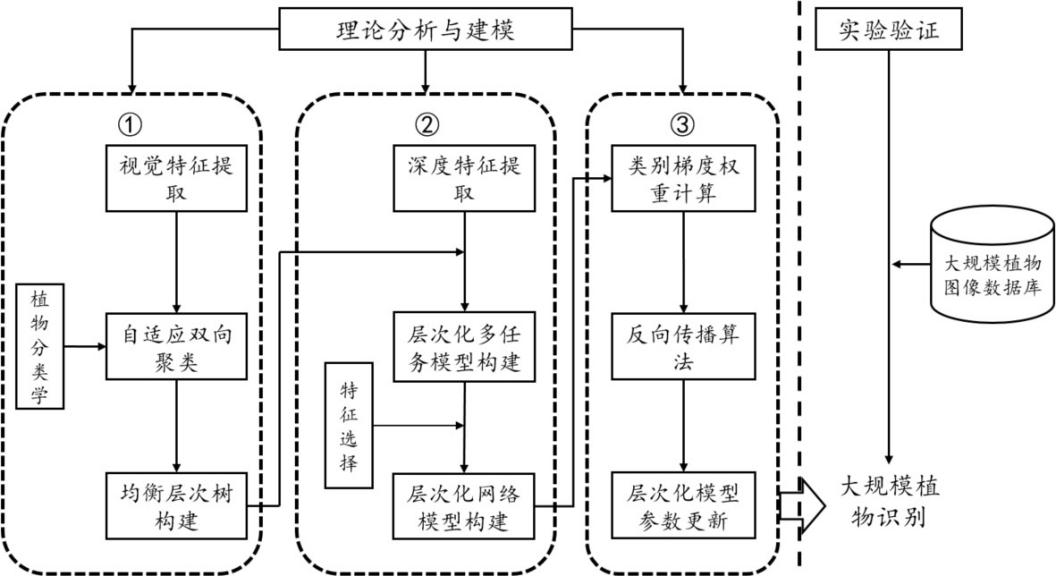 理论分析与建模
实验验证
①
视觉特征提
取
植物分类学
自适应双向
聚类
均衡层次树
构建
②
深度特征提
取
层次化多任
务模型构建
特征选择
层次化网络
模型构建
③
类别梯度权
重计算
反向传播算
法
层次化模型
参数更新
大规模植物
图像数据库
大规模植
物识别